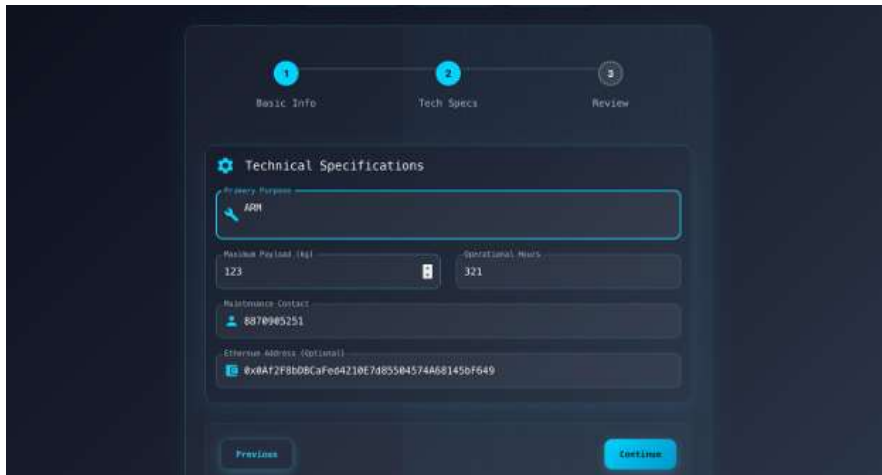 1
2
3
Basic Info
Tech Specs
Review
Technical Specifications
Primary Purpose
ARM
Maximum Payload (kg)
Operational Hours
123
321
Maintenance Contact
8870905251
Ethereum Address (Optional)
0x0Af2F8bDBCaFed4210E7d85504574A68145bF649
Previous
Continue